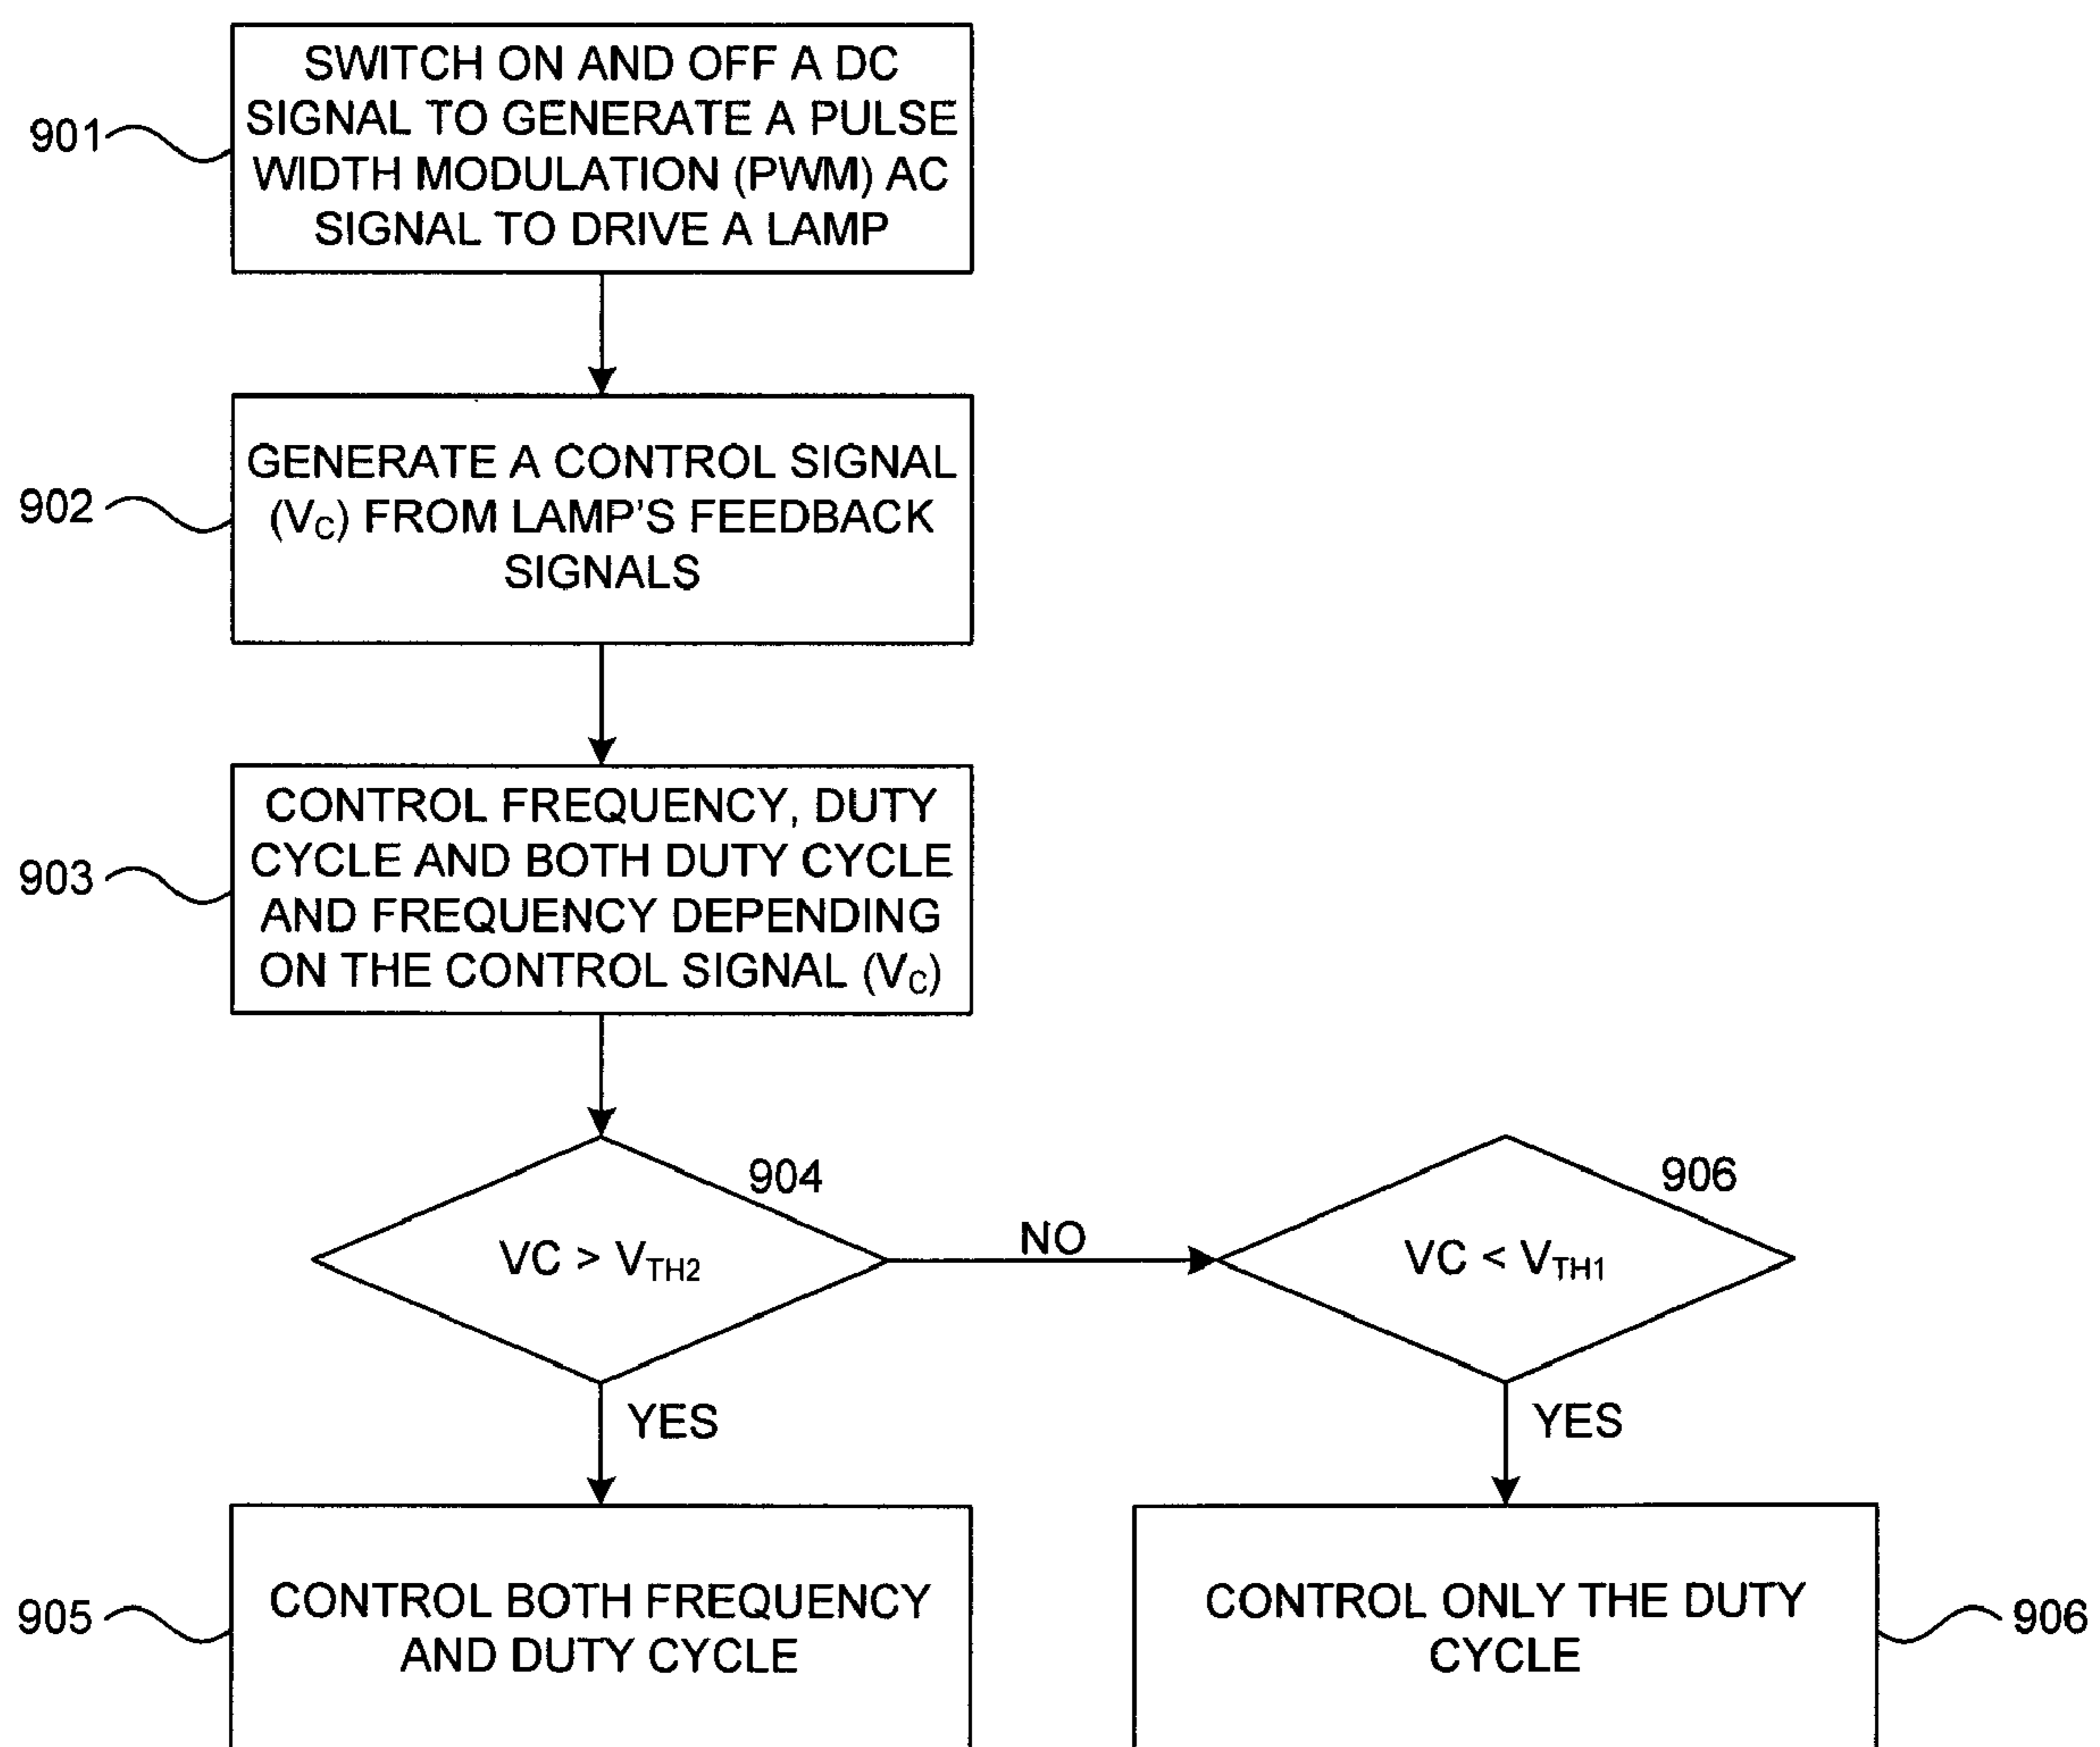 901
SWITCH ON AND OFF A DC
SIGNAL TO GENERATE A PULSE
WIDTH MODULATION (PWM) AC
SIGNAL TO DRIVE A LAMP
902
GENERATE A CONTROL SIGNAL
(VC) FROM LAMP'S FEEDBACK
SIGNALS
903
CONTROL FREQUENCY, DUTY
CYCLE AND BOTH DUTY CYCLE
AND FREQUENCY DEPENDING
ON THE CONTROL SIGNAL (VC)
904
VC > VTH2
NO
906
VC < VTH1
YES
YES
905
CONTROL BOTH FREQUENCY
AND DUTY CYCLE
CONTROL ONLY THE DUTY
CYCLE
906